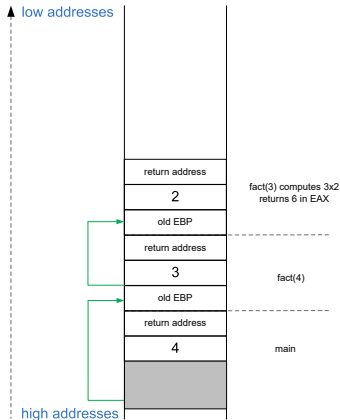 low addresses
return address
2
fact(3) computes 3x2
returns 6 in EAX
old EBP
return address
3
fact(4)
old EBP
return address
4
main
high addresses